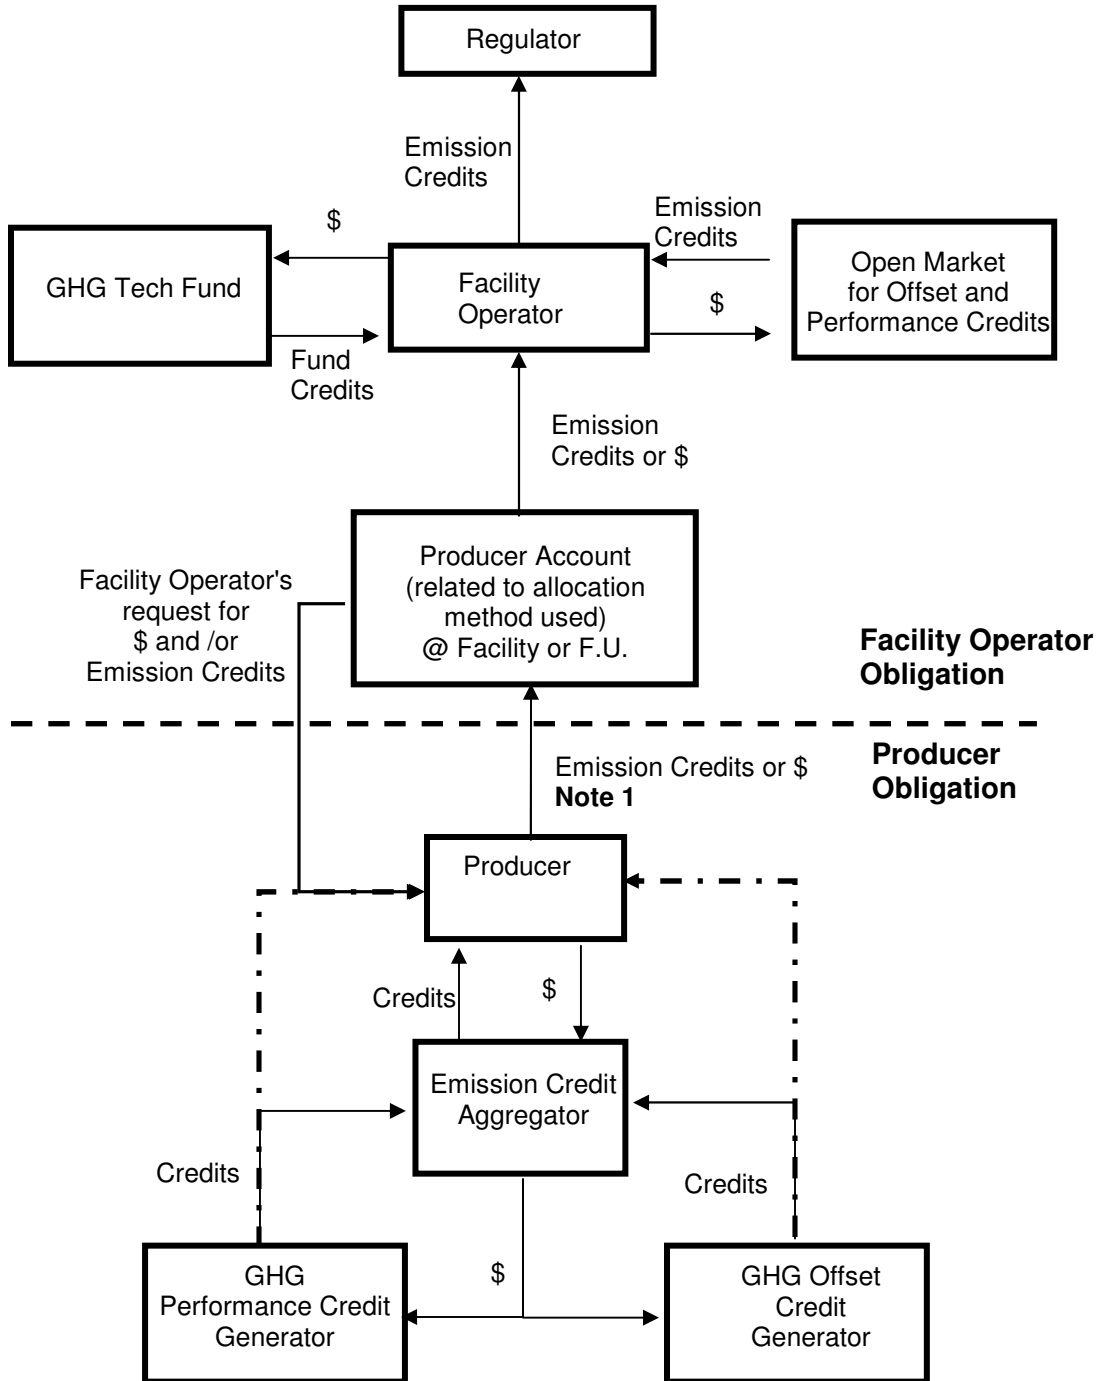 Regulator
Emission
Credits
$
Emission
Credits
GHG Tech Fund
Facility
Operator
Open Market
for Offset and
Performance Credits
$
Fund
Credits
Emission
Credits or $
Producer Account
(related to allocation
method used)
@ Facility or F.U.
Facility Operator's
request for
$ and /or
Emission Credits
Facility Operator
Obligation
Producer
Obligation
Emission Credits or $
Note 1
Producer
Credits
$
Emission Credit
Aggregator
Credits
Credits
$
GHG
Performance Credit
Generator
GHG Offset
Credit
Generator